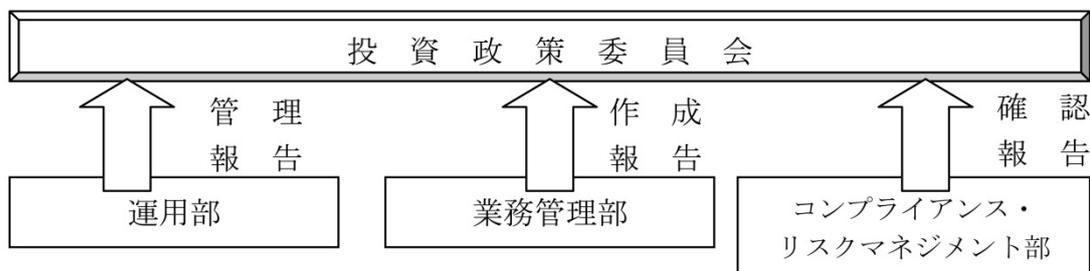 投資政策委員会
管理
報告
作成
報告
確認
報告
運用部
業務管理部
コンプライアンス・
リスクマネジメント部